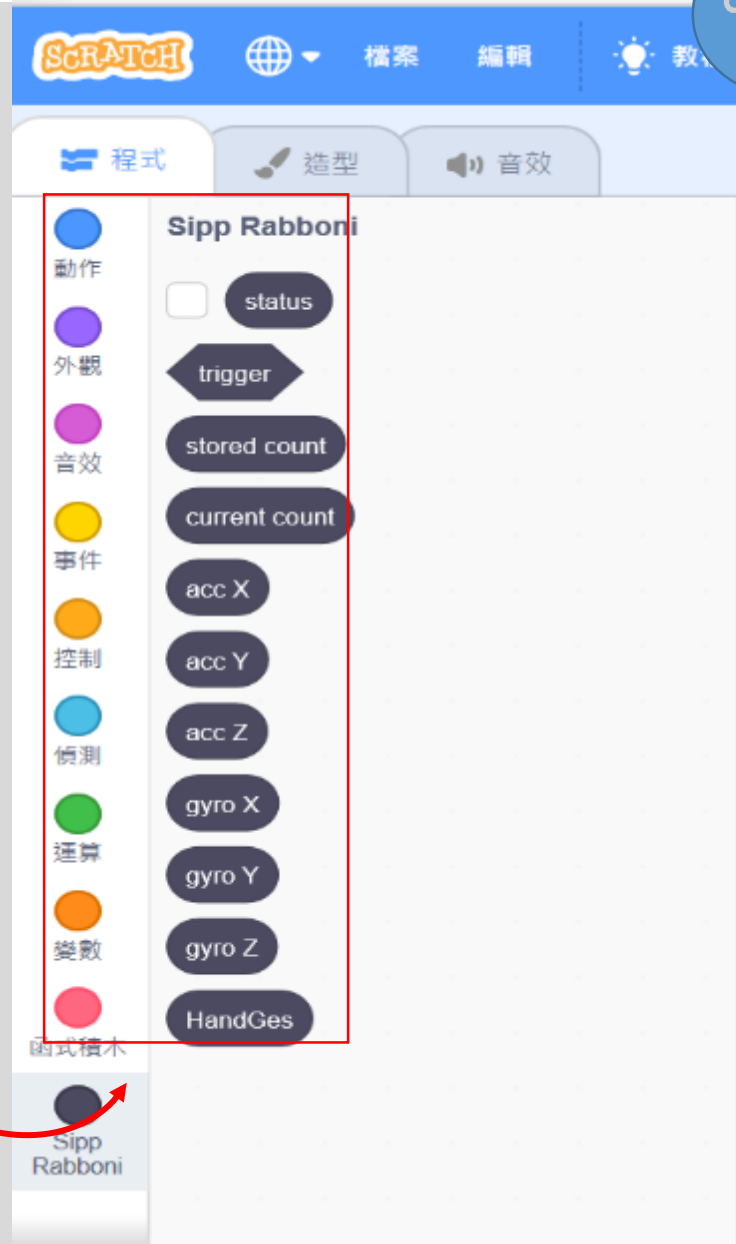 SCRATCH 檔案 編輯
程式 造型 音效
動作
外觀
音效
事件
控制
偵測
運算
變數
函式積木
Sipp
Rabboni
Sipp Rabboni
status
trigger
stored count
current count
acc X
acc Y
acc Z
gyro X
gyro Y
gyro Z
HandGes